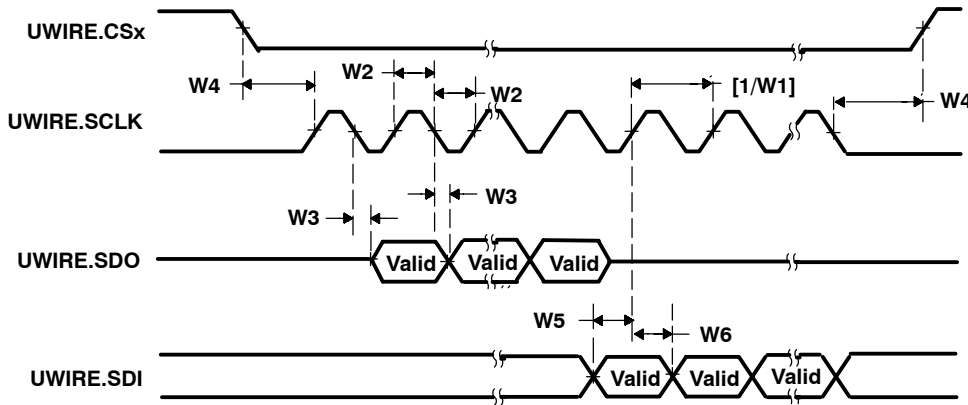 UWIRE.CSx
W4
W2
W2
[1/W1]
W4
UWIRE.SCLK
W3
W3
UWIRE.SDO
Valid
Valid
Valid
W5
W6
UWIRE.SDI
Valid
Valid
Valid